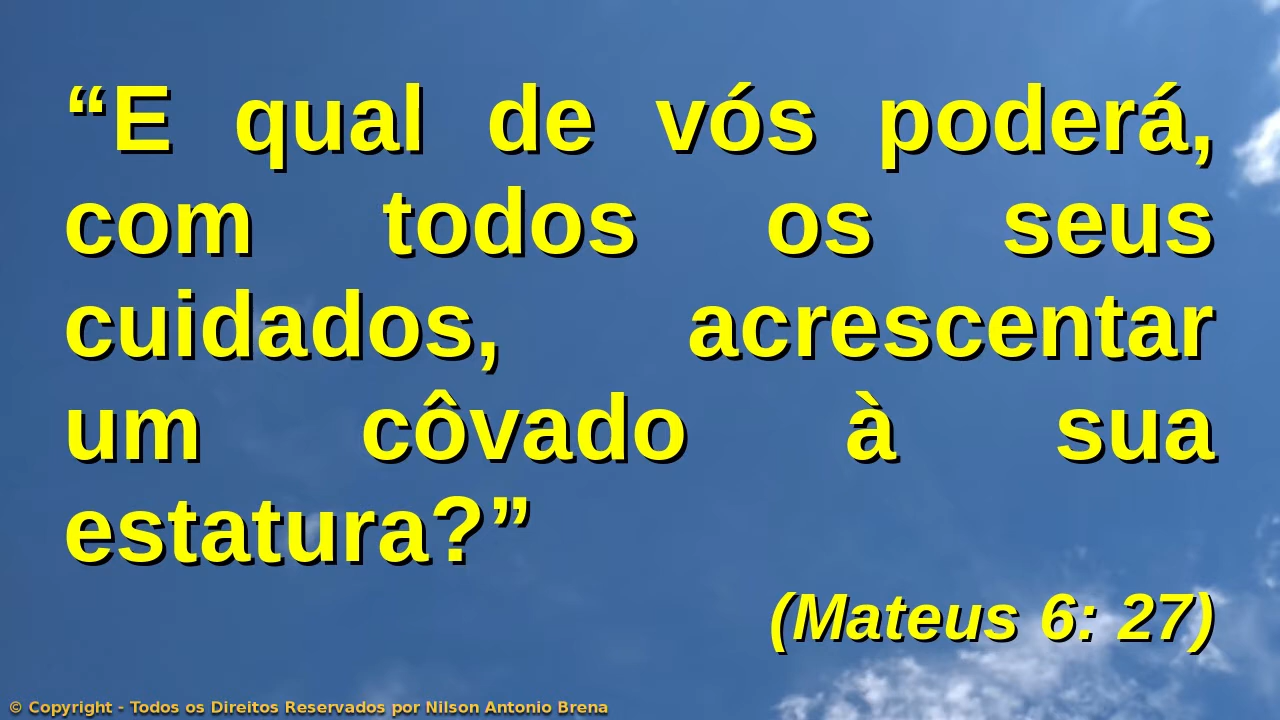 “E qual de vós poderá,
com todos os seus
cuidados, acrescentar
um côvado à sua
estatura?”
(Mateus 6: 27)
© Copyright - Todos os Direitos Reservados por Nilson Antonio Brena